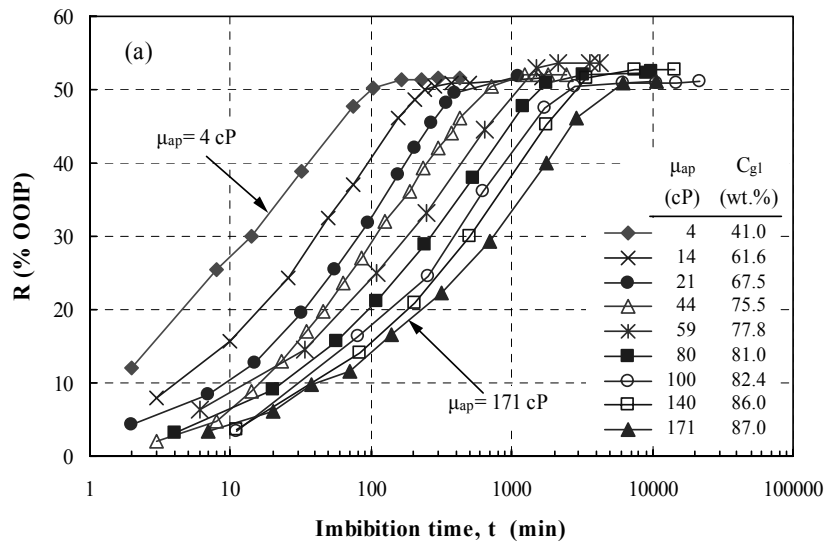 60
(a)
50
μap= 4 cP
40
R (% OOIP)
30
20
10
0
μap= 171 cP
μap Cgl
(cP) (wt.%)
4 41.0
14 61.6
21 67.5
44 75.5
59 77.8
80 81.0
100 82.4
140 86.0
171 87.0
1 10 100 1000 10000 100000
Imbibition time, t (min)